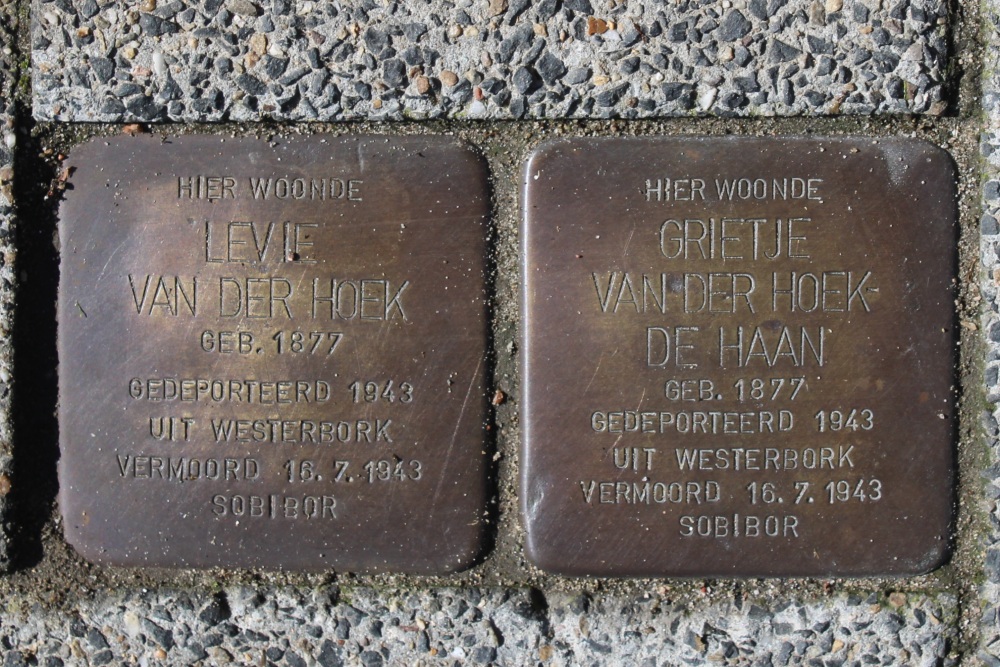 HIER WOONDE
LEVIE
VAN DER HOEK
GEB. 1877
GEDEPORTEERD 1943
UIT WESTERBORK
VERMOORD 16.7.1943
SOBIBOR
HIER WOONDE
GRIETJE
VAN DER HOEK-
DE HAAN
GEB. 1877
GEDEPORTEERD 1943
UIT WESTERBORK
VERMOORD 16.7.1943
SOBIBOR